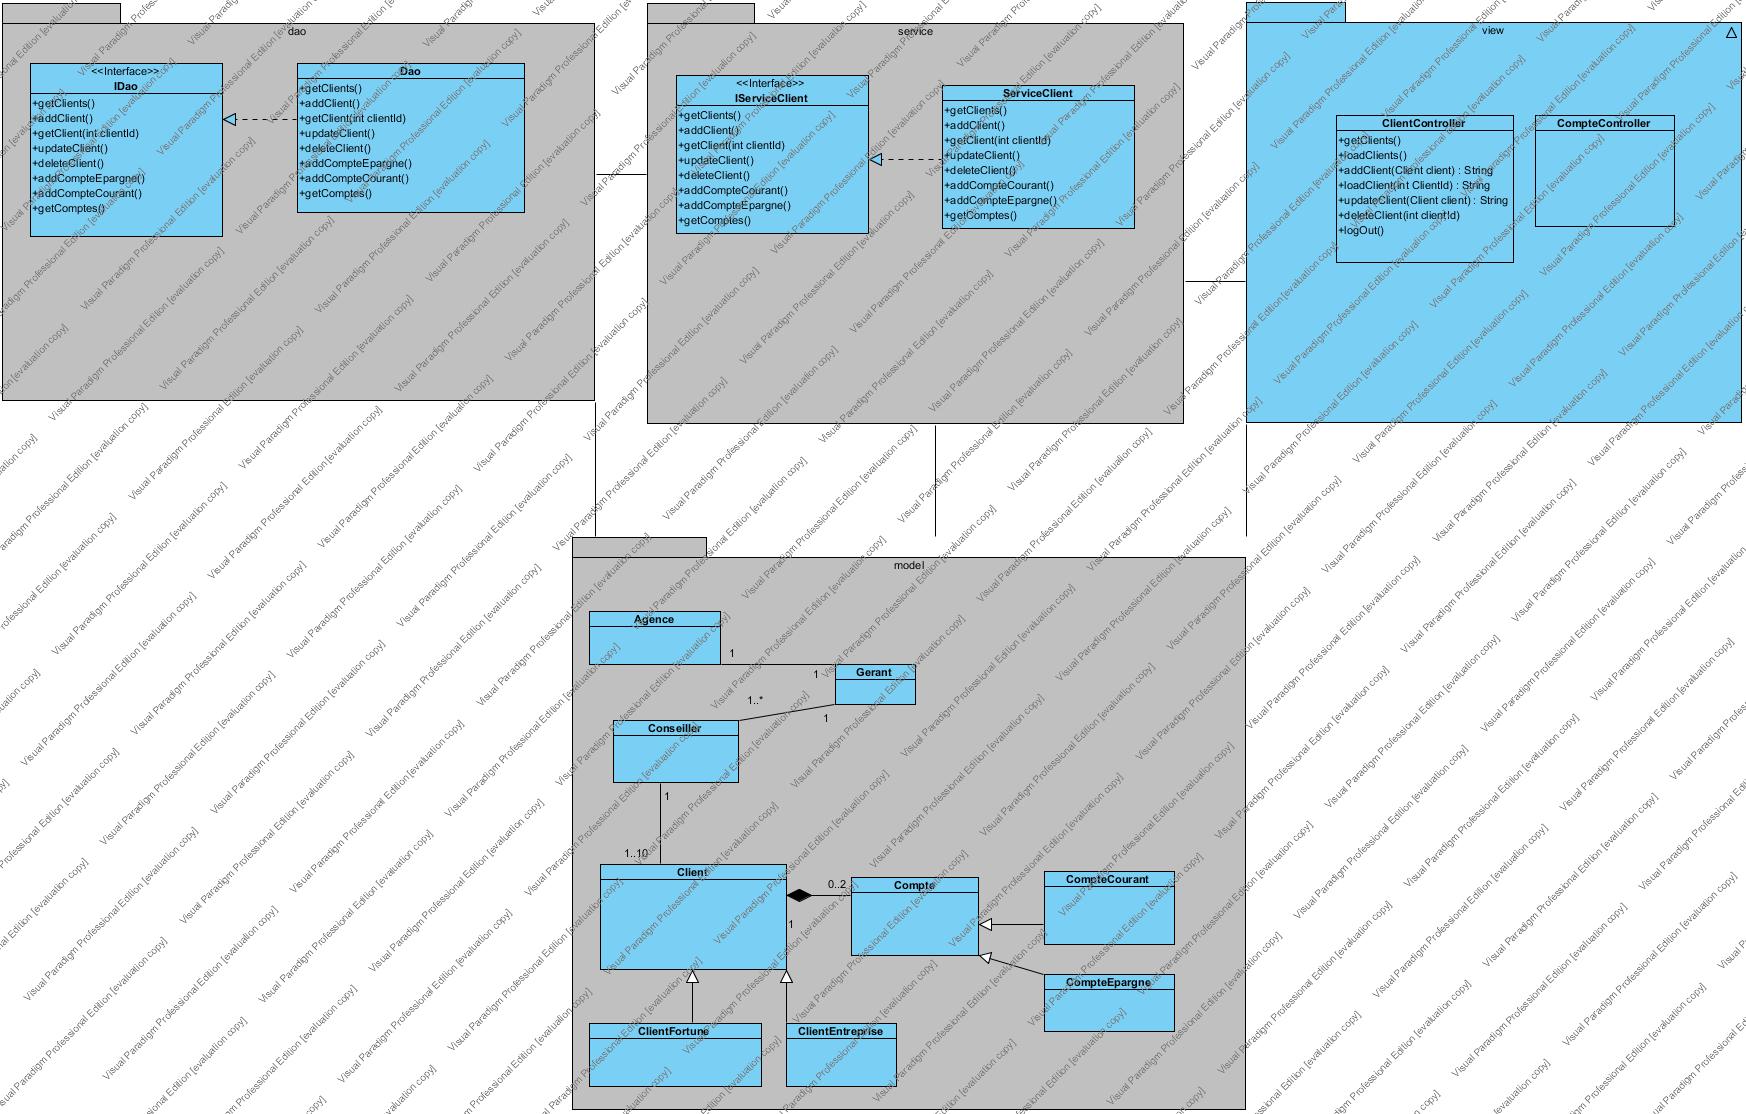 dao
<<Interface>>
IDao
+getClients()
+addClient()
+getClient(int clientId)
+updateClient()
+deleteClient()
+addCompteEpargne()
+addCompteCourant()
+getComptes()
Dao
+getClients()
+addClient()
+getClient(int clientId)
+updateClient()
+deleteClient()
+addCompteEpargne()
+addCompteCourant()
+getComptes()
service
<<Interface>>
IServiceClient
+getClients()
+addClient()
+getClient(int clientId)
+updateClient()
+deleteClient()
+addCompteCourant()
+addCompteEpargne()
+getComptes()
ServiceClient
+getClients()
+addClient()
+getClient(int clientId)
+updateClient()
+deleteClient()
+addCompteCourant()
+addCompteEpargne()
+getComptes()
view
ClientController
+getClients()
+loadClients()
+addClient(Client client) : String
+loadClient(int ClientId) : String
+updateClient(Client client) : String
+deleteClient(int clientId)
+logOut()
CompteController
model
Agence
1
1
Gerant
1..*
1
Conseiller
1
1..10
Client
0..2
1
Compte
CompteCourant
CompteEpargne
ClientFortune
ClientEntreprise
Visual Paradigm Professional Edition [evaluation copy]